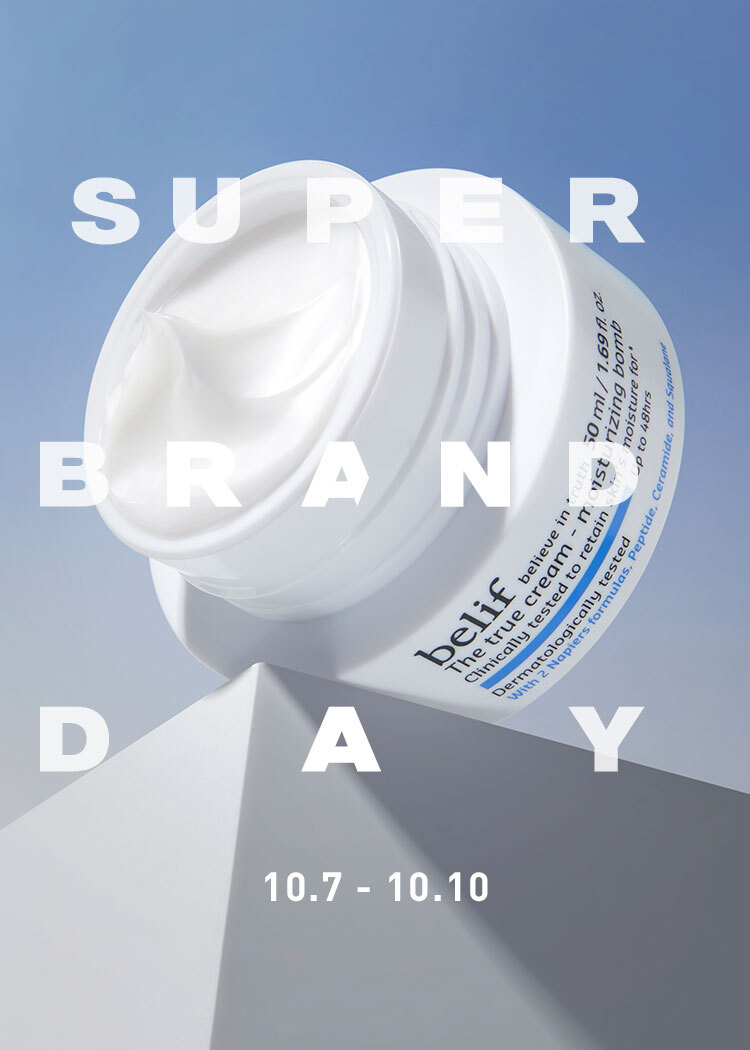 SUPER
BRAND
DAY
10.7 - 10.10
belif believe in truth 50 ml / 1.69 fl. oz.
The true cream - moisturizing bomb
Clinically tested to retain skin's moisture for*
Up to 48hrs
Dermatologically tested
With 2 Napiers formulas, Peptide, Ceramide, and Squalane